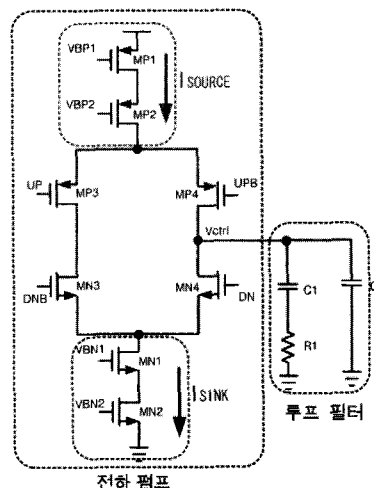 VBP1
MP1
I SOURCE
VBP2
MP2
UP
MP3
MP4
UPB
Vctrl
DNB
MN3
MN4
DN
C1
R1
VBN1
MN1
VBN2
MN2
I SINK
루프 필터
전하 펌프